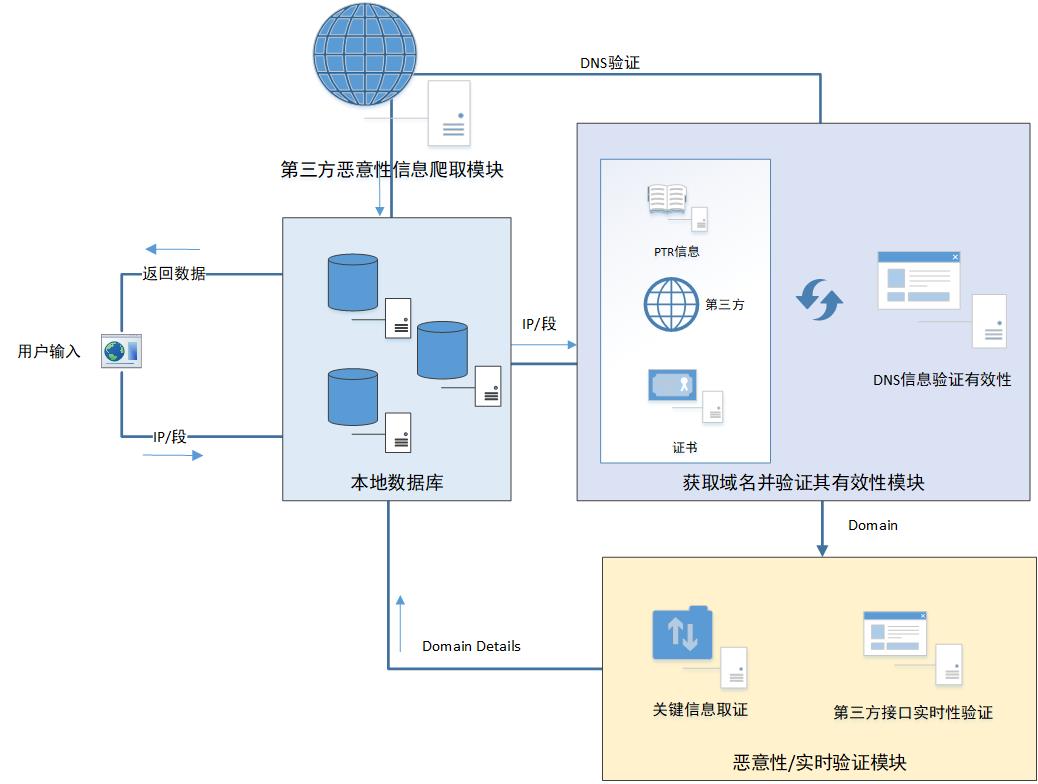 DNS验证
第三方恶意性信息爬取模块
返回数据
用户输入
IP/段
本地数据库
IP/段
PTR信息
第三方
证书
DNS信息验证有效性
获取域名并验证其有效性模块
Domain
Domain Details
关键信息取证
第三方接口实时性验证
恶意性/实时验证模块